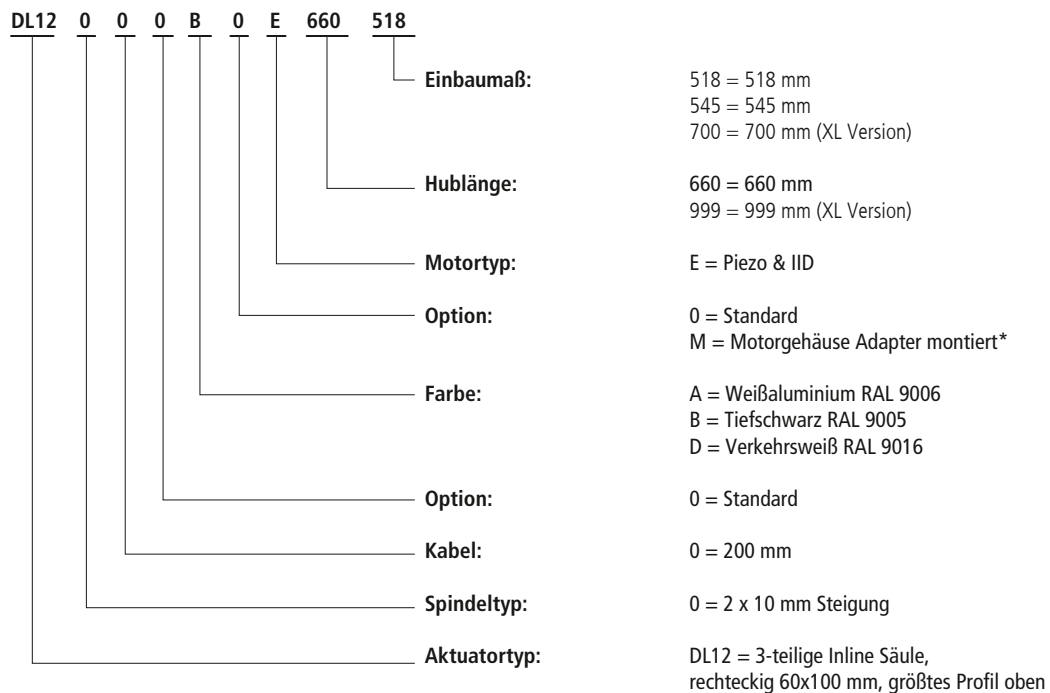 DL12 0 0 0 B 0 E 660 518
Einbaumaß: 518 = 518 mm
545 = 545 mm
700 = 700 mm (XL Version)
Hublänge: 660 = 660 mm
999 = 999 mm (XL Version)
Motortyp: E = Piezo & IID
Option: 0 = Standard
M = Motorgehäuse Adapter montiert*
Farbe: A = Weißaluminium RAL 9006
B = Tiefschwarz RAL 9005
D = Verkehrsweiß RAL 9016
Option: 0 = Standard
Kabel: 0 = 200 mm
Spindeltyp: 0 = 2 x 10 mm Steigung
Aktuatortyp: DL12 = 3-teilige Inline Säule,
rechteckig 60x100 mm, größtes Profil oben